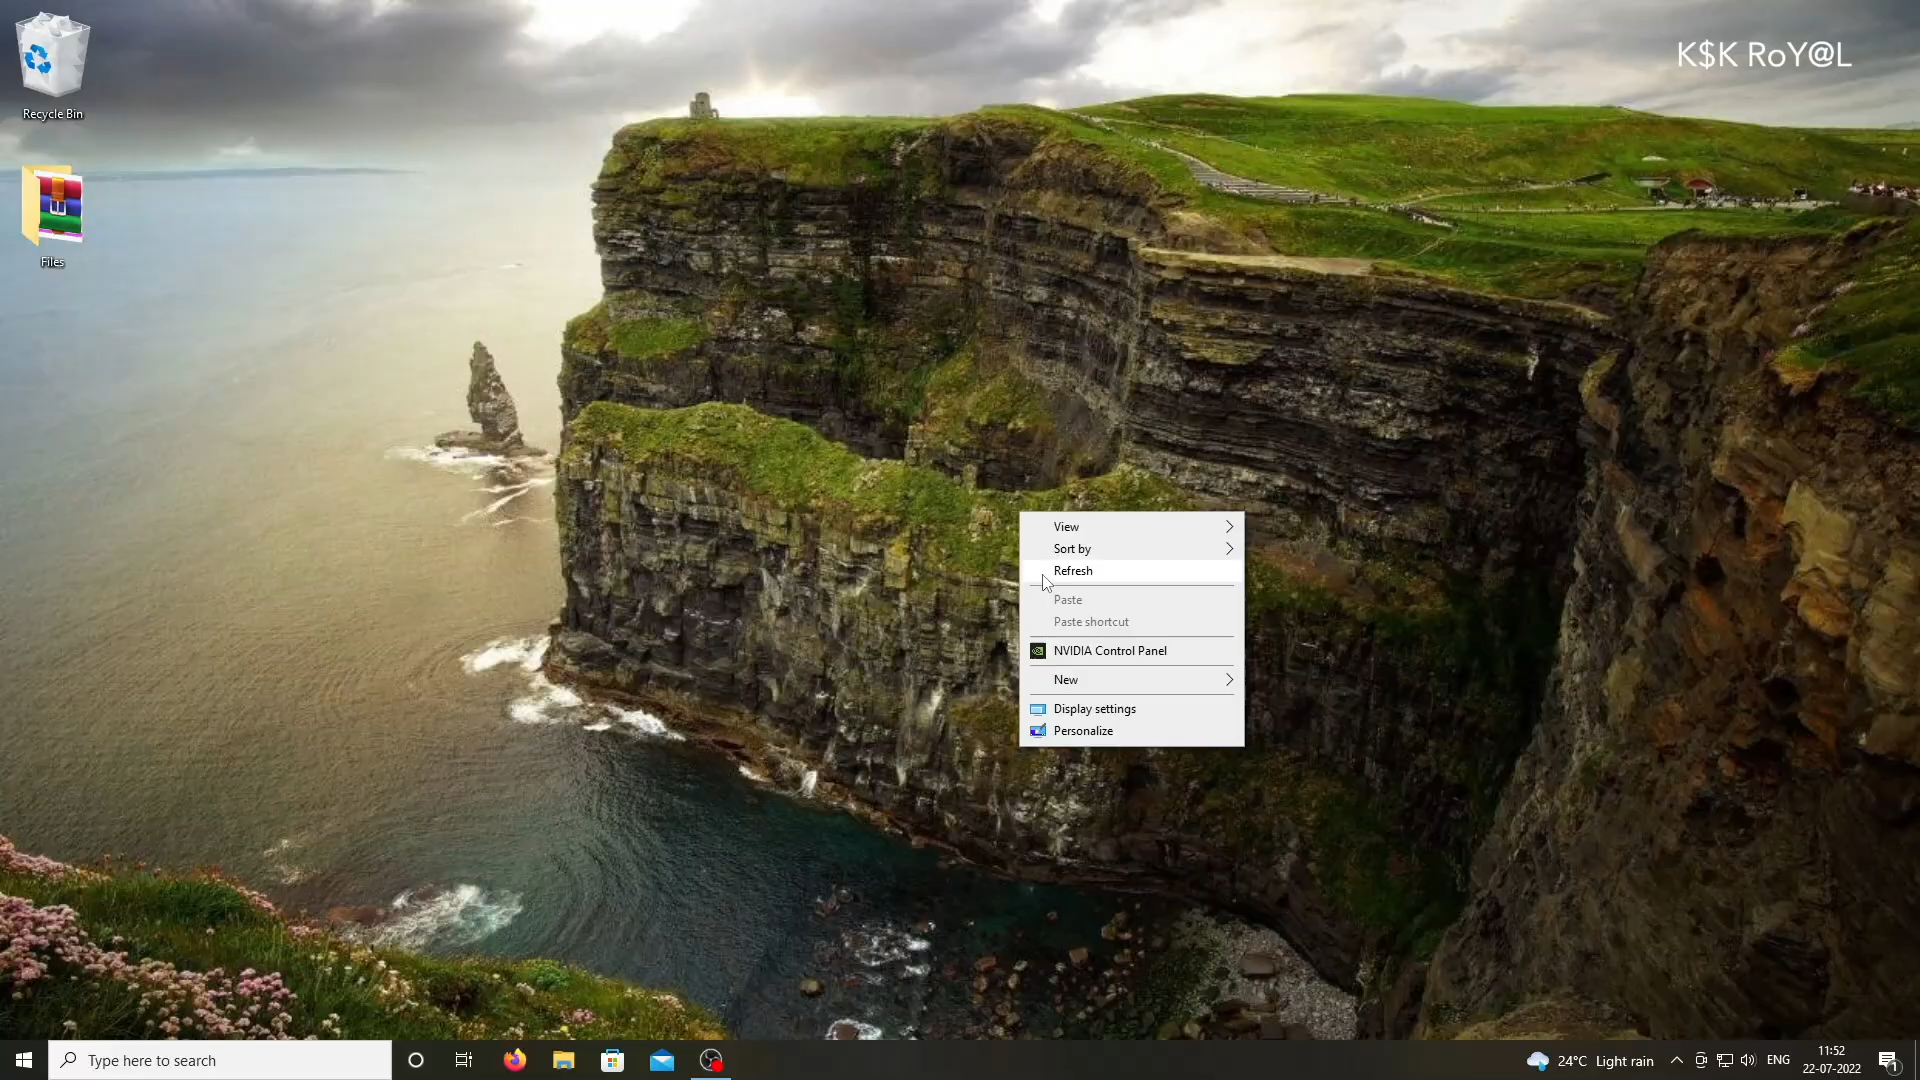 Recycle Bin
K$K RoY@L
Files
View
Sort by
Refresh
Paste
Paste shortcut
NVIDIA Control Panel
New
Display settings
Personalize
Type here to search
24°C Light rain
ENG
11:52
22-07-2022
1